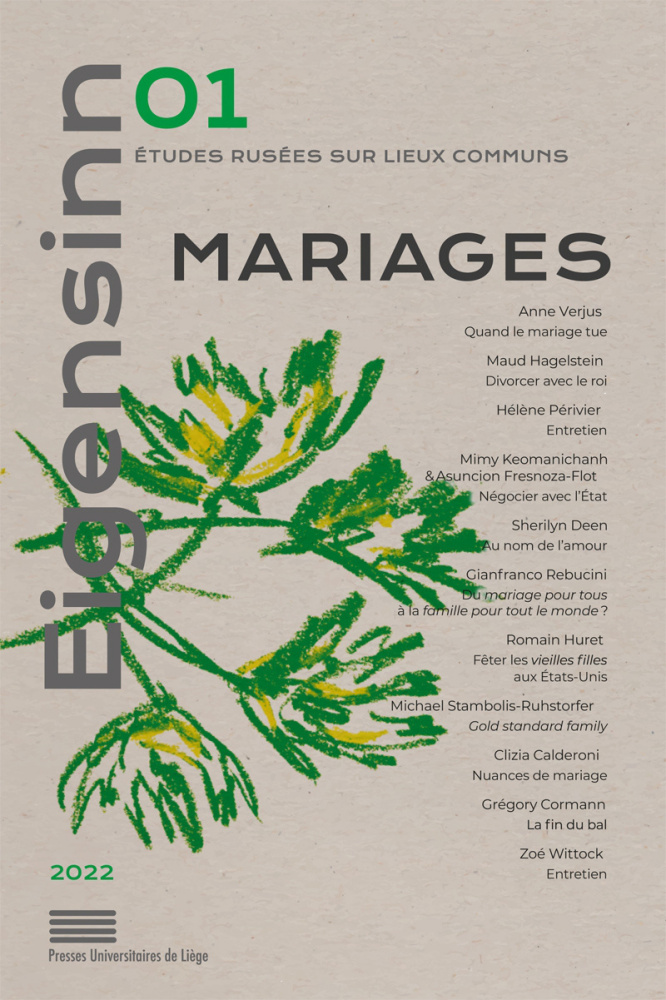 Eigensinn
01
ÉTUDES RUSÉES SUR LIEUX COMMUNS
MARIAGES
Anne Verjus
Quand le mariage tue
Maud Hagelstein
Divorcer avec le roi
Hélène Périvier
Entretien
Mimy Keomanichanh
&Asuncion Fresnoza-Flot
Négocier avec l'État
Sherilyn Deen
Au nom de l'amour
Gianfranco Rebucini
Du mariage pour tous
à la famille pour tout le monde ?
Romain Huret
Fêter les vieilles filles
aux États-Unis
Michael Stambolis-Ruhstorfer
Gold standard family
Clizia Calderoni
Nuances de mariage
Grégory Cormann
La fin du bal
Zoé Wittock
Entretien
2022
Presses Universitaires de Liège